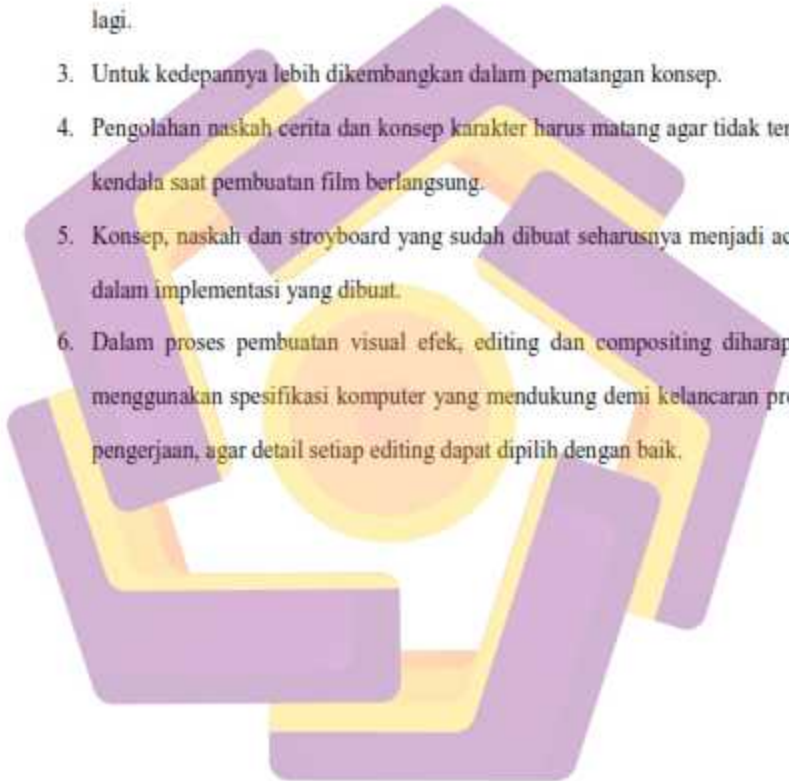 lagi.
3. Untuk kedepannya lebih dikembangkan dalam pematangan konsep.
4. Pengolahan naskah cerita dan konsep karakter harus matang agar tidak ter
kendala saat pembuatan film berlangsung.
5. Konsep, naskah dan stroyboard yang sudah dibuat seharusnya menjadi ac
dalam implementasi yang dibuat.
6. Dalam proses pembuatan visual efek, editing dan compositing diharap
menggunakan spesifikasi komputer yang mendukung demi kelancaran pro
pengerjaan, agar detail setiap editing dapat dipilih dengan baik.